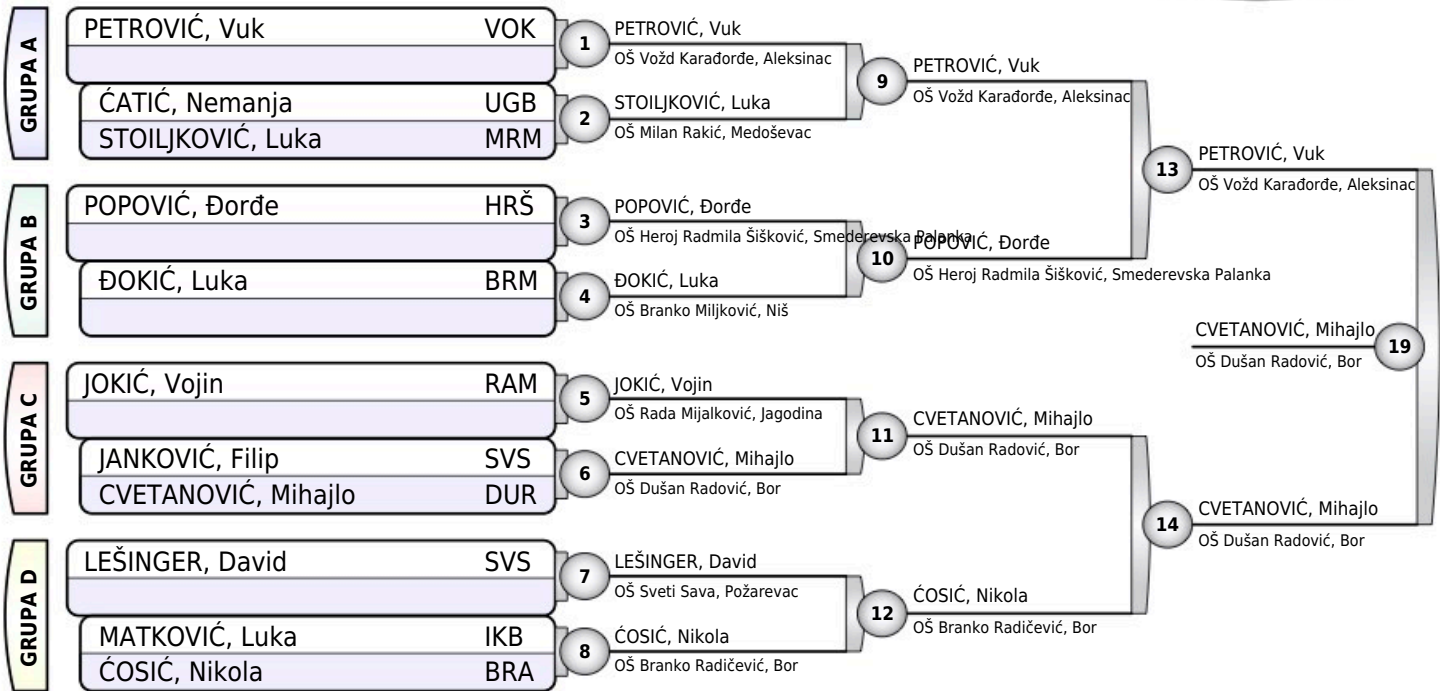 GRUPA A
PETROVIĆ, Vuk VOK
ĆATIĆ, Nemanja UGB
STOILJKOVIĆ, Luka MRM
GRUPA B
POPOVIĆ, Đorđe HRŠ
ĐOKIĆ, Luka BRM
GRUPA C
JOKIĆ, Vojin RAM
JANKOVIĆ, Filip SVS
CVETANOVIĆ, Mihajlo DUR
GRUPA D
LEŠINGER, David SVS
MATKOVIĆ, Luka IKB
ĆOSIĆ, Nikola BRA
1
PETROVIĆ, Vuk
OŠ Vožd Karađorđe, Aleksinac
2
STOILJKOVIĆ, Luka
OŠ Milan Rakić, Medoševac
3
POPOVIĆ, Đorđe
OŠ Heroj Radmila Šišković, Smederevska Palanka
4
ĐOKIĆ, Luka
OŠ Branko Miljković, Niš
5
JOKIĆ, Vojin
OŠ Rada Mijalković, Jagodina
6
CVETANOVIĆ, Mihajlo
OŠ Dušan Radović, Bor
7
LEŠINGER, David
OŠ Sveti Sava, Požarevac
8
ĆOSIĆ, Nikola
OŠ Branko Radičević, Bor
9
PETROVIĆ, Vuk
OŠ Vožd Karađorđe, Aleksinac
10
POPOVIĆ, Đorđe
OŠ Heroj Radmila Šišković, Smederevska Palanka
11
CVETANOVIĆ, Mihajlo
OŠ Dušan Radović, Bor
12
ĆOSIĆ, Nikola
OŠ Branko Radičević, Bor
13
PETROVIĆ, Vuk
OŠ Vožd Karađorđe, Aleksinac
14
CVETANOVIĆ, Mihajlo
OŠ Dušan Radović, Bor
CVETANOVIĆ, Mihajlo
OŠ Dušan Radović, Bor
19